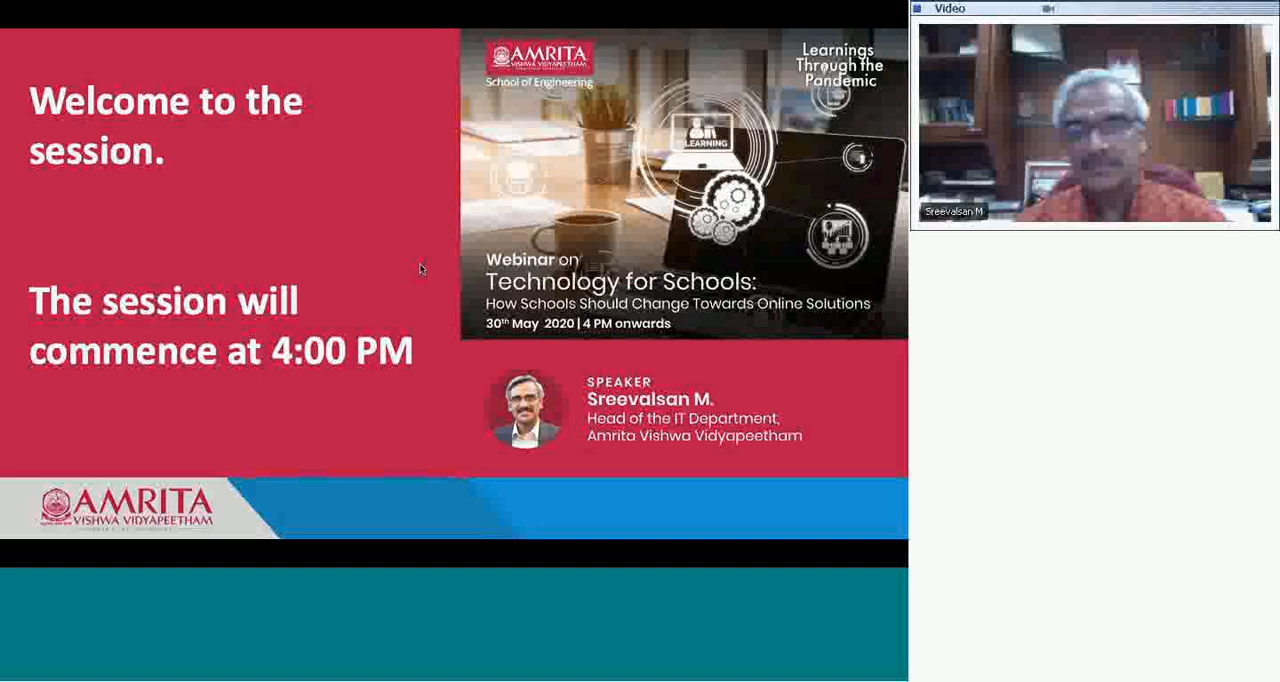 Welcome to the
session.
The session will
commence at 4:00 PM
AMRITA
VISHWA VIDYAPEETHAM
School of Engineering
Learnings
Through the
Pandemic
LEARNING
Webinar on
Technology for Schools:
How Schools Should Change Towards Online Solutions
30th May 2020 | 4 PM onwards
SPEAKER
Sreevalsan M.
Head of the IT Department,
Amrita Vishwa Vidyapeetham
AMRITA
VISHWA VIDYAPEETHAM
Video
Sreevalsan M